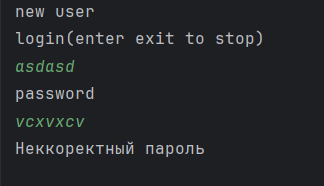 new user
login(enter exit to stop)
asdasd
password
vcxvxcv
Неккоректный пароль